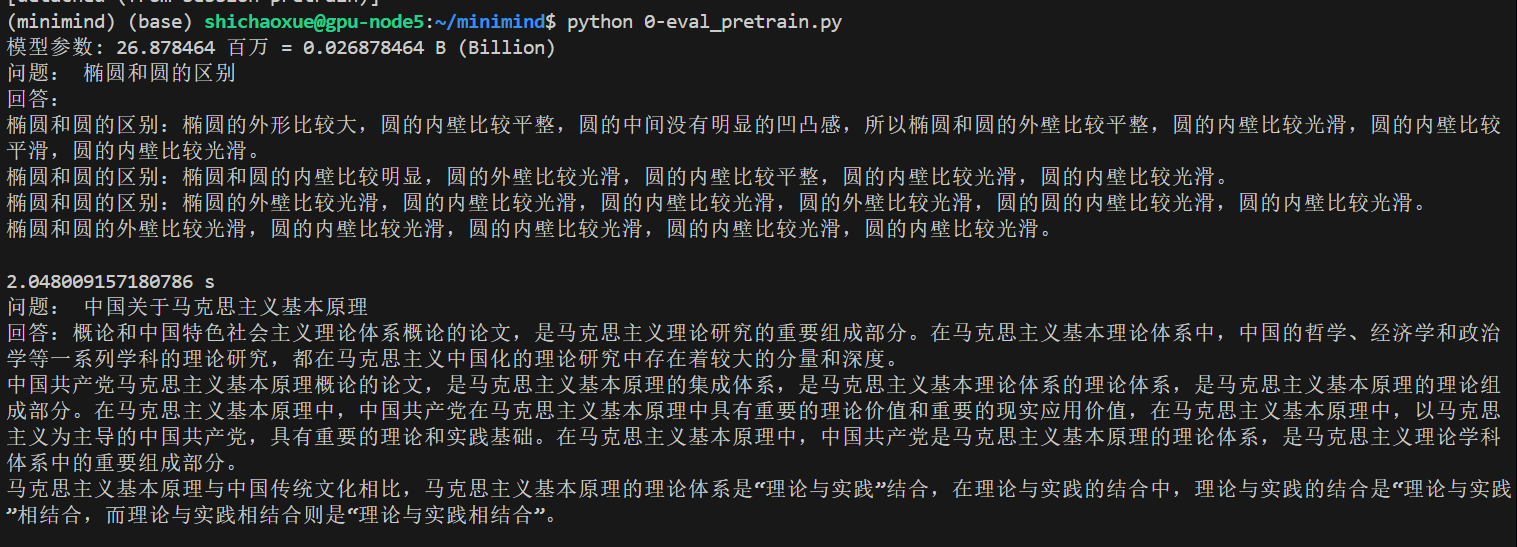 [detached (from session pretrain)]
(minimind) (base) shichaoxue@gpu-node5:~/minimind$ python 0-eval_pretrain.py
模型参数: 26.878464 百万 = 0.026878464 B (Billion)
问题： 椭圆和圆的区别
回答：
椭圆和圆的区别：椭圆的外形比较大，圆的内壁比较平整，圆的中间没有明显的凹凸感，所以椭圆和圆的外壁比较平整，圆的内壁比较光滑，圆的内壁比较
平滑，圆的内壁比较光滑。
椭圆和圆的区别：椭圆和圆的内壁比较明显，圆的外壁比较光滑，圆的内壁比较平整，圆的内壁比较光滑，圆的内壁比较光滑。
椭圆和圆的区别：椭圆的外壁比较光滑，圆的内壁比较光滑，圆的内壁比较光滑，圆的外壁比较光滑，圆的圆的内壁比较光滑，圆的内壁比较光滑。
椭圆和圆的外壁比较光滑，圆的内壁比较光滑，圆的内壁比较光滑，圆的内壁比较光滑，圆的内壁比较光滑。
2.048009157180786 s
问题： 中国关于马克思主义基本原理
回答：概论和中国特色社会主义理论体系概论的论文，是马克思主义理论研究的重要组成部分。在马克思主义基本理论体系中，中国的哲学、经济学和政治
学等一系列学科的理论研究，都在马克思主义中国化的理论研究中存在着较大的分量和深度。
中国共产党马克思主义基本原理概论的论文，是马克思主义基本原理的集成体系，是马克思主义基本理论体系的理论体系，是马克思主义基本原理的理论组
成部分。在马克思主义基本原理中，中国共产党在马克思主义基本原理中具有重要的理论价值和重要的现实应用价值，在马克思主义基本原理中，以马克思
主义为主导的中国共产党，具有重要的理论和实践基础。在马克思主义基本原理中，中国共产党是马克思主义基本原理的理论体系，是马克思主义理论学科
体系中的重要组成部分。
马克思主义基本原理与中国传统文化相比，马克思主义基本原理的理论体系是“理论与实践”结合，在理论与实践的结合中，理论与实践的结合是“理论与实践
”相结合，而理论与实践相结合则是“理论与实践相结合”。